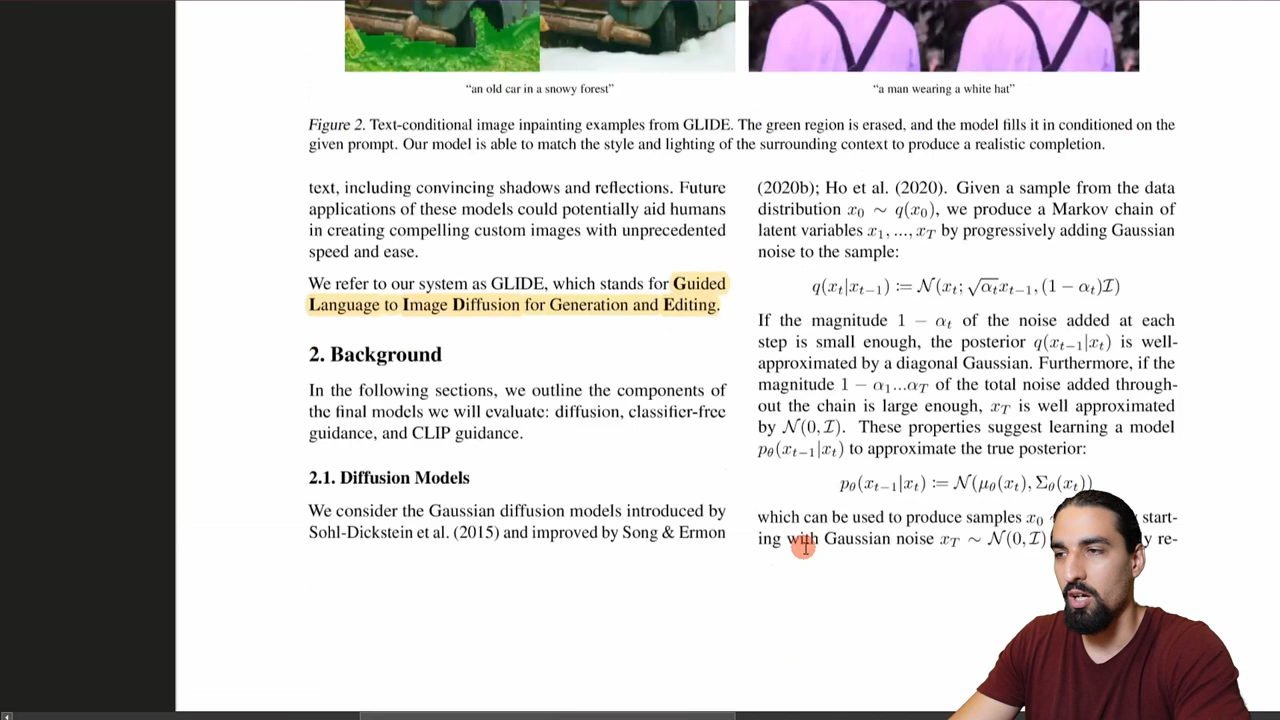 “an old car in a snowy forest”
“a man wearing a white hat”
Figure 2. Text-conditional image inpainting examples from GLIDE. The green region is erased, and the model fills it in conditioned on the
given prompt. Our model is able to match the style and lighting of the surrounding context to produce a realistic completion.
text, including convincing shadows and reflections. Future
applications of these models could potentially aid humans
in creating compelling custom images with unprecedented
speed and ease.
We refer to our system as GLIDE, which stands for Guided
Language to Image Diffusion for Generation and Editing.
2. Background
In the following sections, we outline the components of
the final models we will evaluate: diffusion, classifier-free
guidance, and CLIP guidance.
2.1. Diffusion Models
We consider the Gaussian diffusion models introduced by
Sohl-Dickstein et al. (2015) and improved by Song & Ermon
(2020b); Ho et al. (2020). Given a sample from the data
distribution x₀ ∼ q(x₀), we produce a Markov chain of
latent variables x₁, ..., x_T by progressively adding Gaussian
noise to the sample:
q(x_t|x_{t−1}) := N(x_t; √α_t x_{t−1}, (1 − α_t)I)
If the magnitude 1 − α_t of the noise added at each
step is small enough, the posterior q(x_{t−1}|x_t) is well-
approximated by a diagonal Gaussian. Furthermore, if the
magnitude 1 − α₁...α_T of the total noise added through-
out the chain is large enough, x_T is well approximated
by N(0, I). These properties suggest learning a model
p_θ(x_{t−1}|x_t) to approximate the true posterior:
p_θ(x_{t−1}|x_t) := N(μ_θ(x_t), Σ_θ(x_t))
which can be used to produce samples x₀ start-
ing with Gaussian noise x_T ∼ N(0, I) y re-